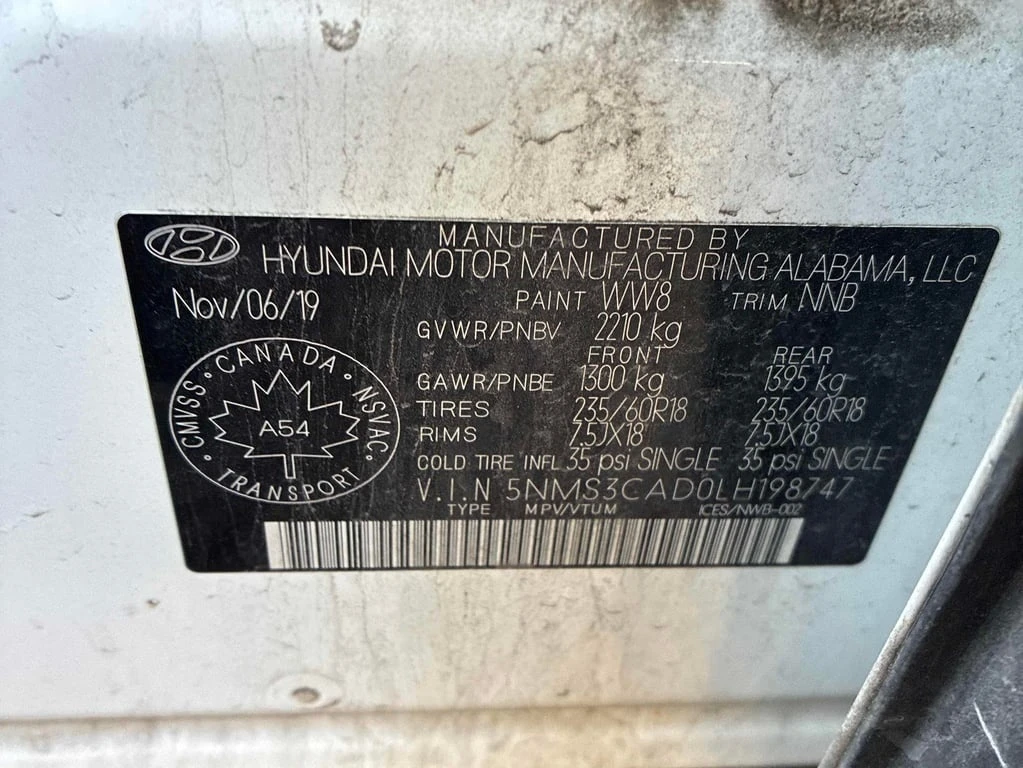 MANUFACTURED BY
HYUNDAI MOTOR MANUFACTURING ALABAMA, LLC
Nov/06/19
PAINT WW8 TRIM NNB
GVWR/PNBV 2210 kg
FRONT REAR
GAWR/PNBE 1300 kg 1395 kg
TIRES 235/60R18 235/60R18
RIMS 7.5JX18 7.5JX18
COLD TIRE INFL 35 psi SINGLE 35 psi SINGLE
V.I.N 5NMS3CAD0LH198747
TYPE MPV/VTUM ICES/NWB-002
CMVSS · CANADA · NSVAC · TRANSPORT ·
A54